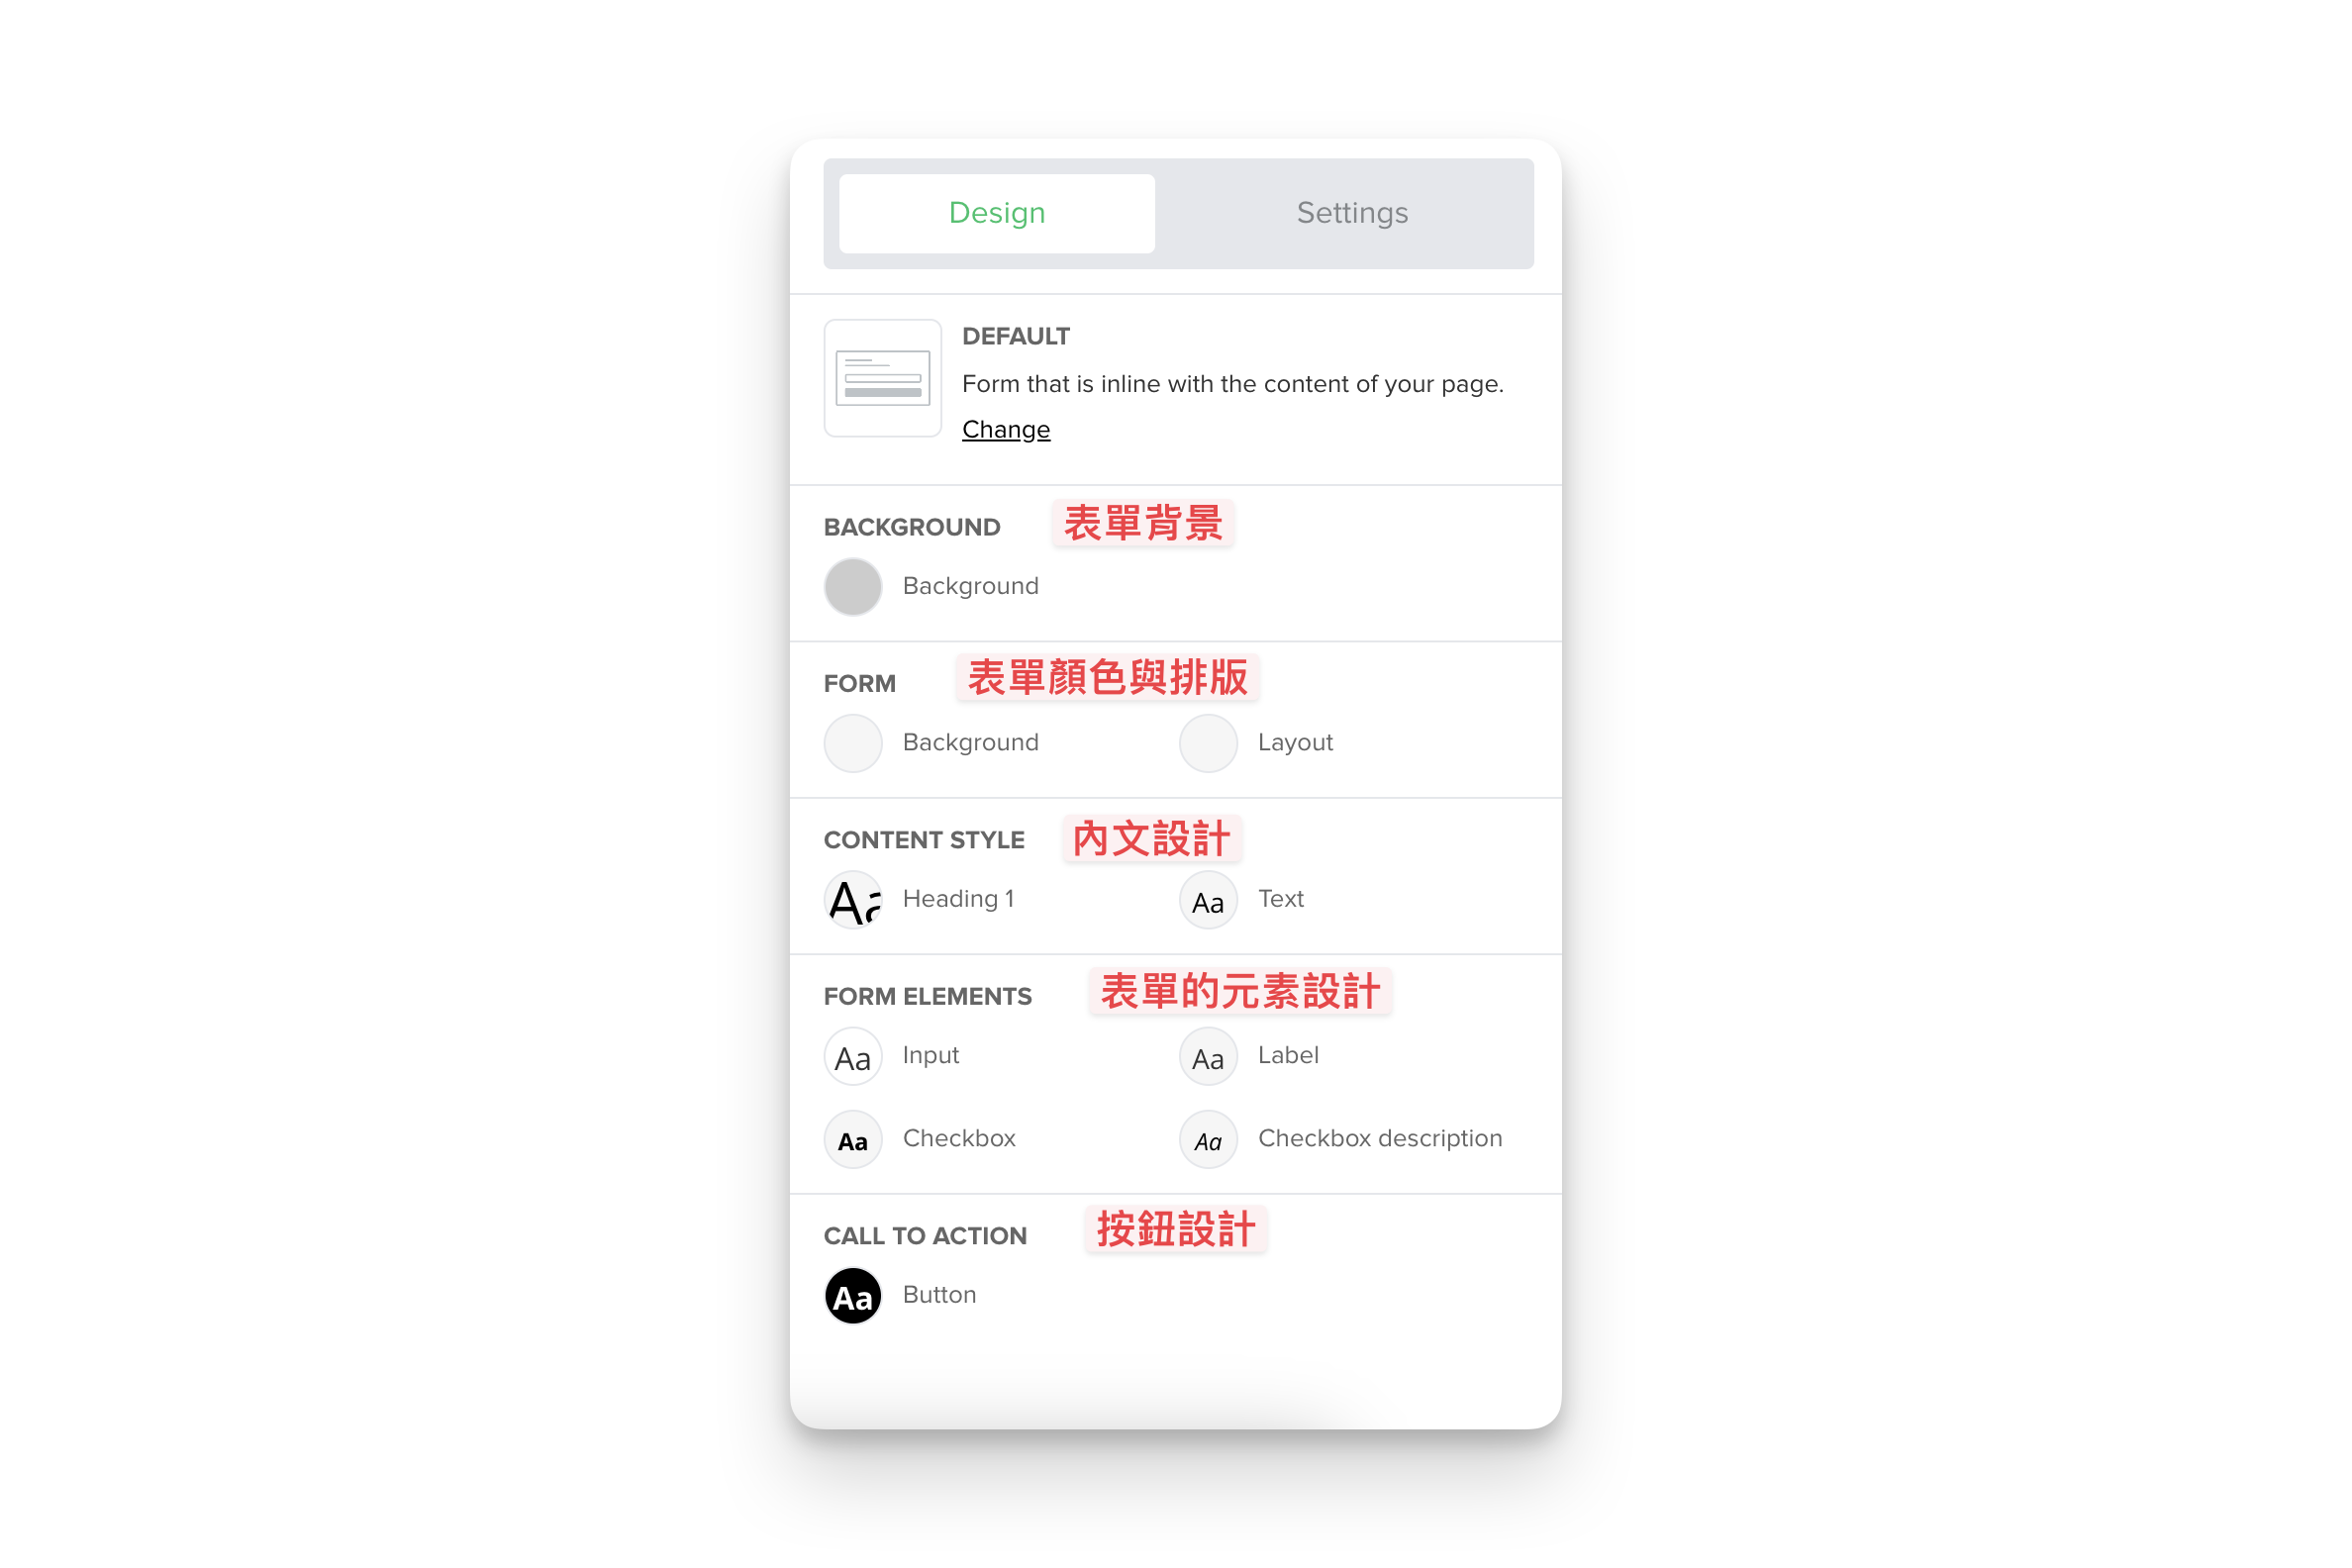 Design Settings
DEFAULT
Form that is inline with the content of your page.
Change
BACKGROUND 表單背景
Background
FORM 表單顏色與排版
Background Layout
CONTENT STYLE 內文設計
Aa Heading 1 Aa Text
FORM ELEMENTS 表單的元素設計
Aa Input Aa Label
Aa Checkbox Aa Checkbox description
CALL TO ACTION 按鈕設計
Aa Button